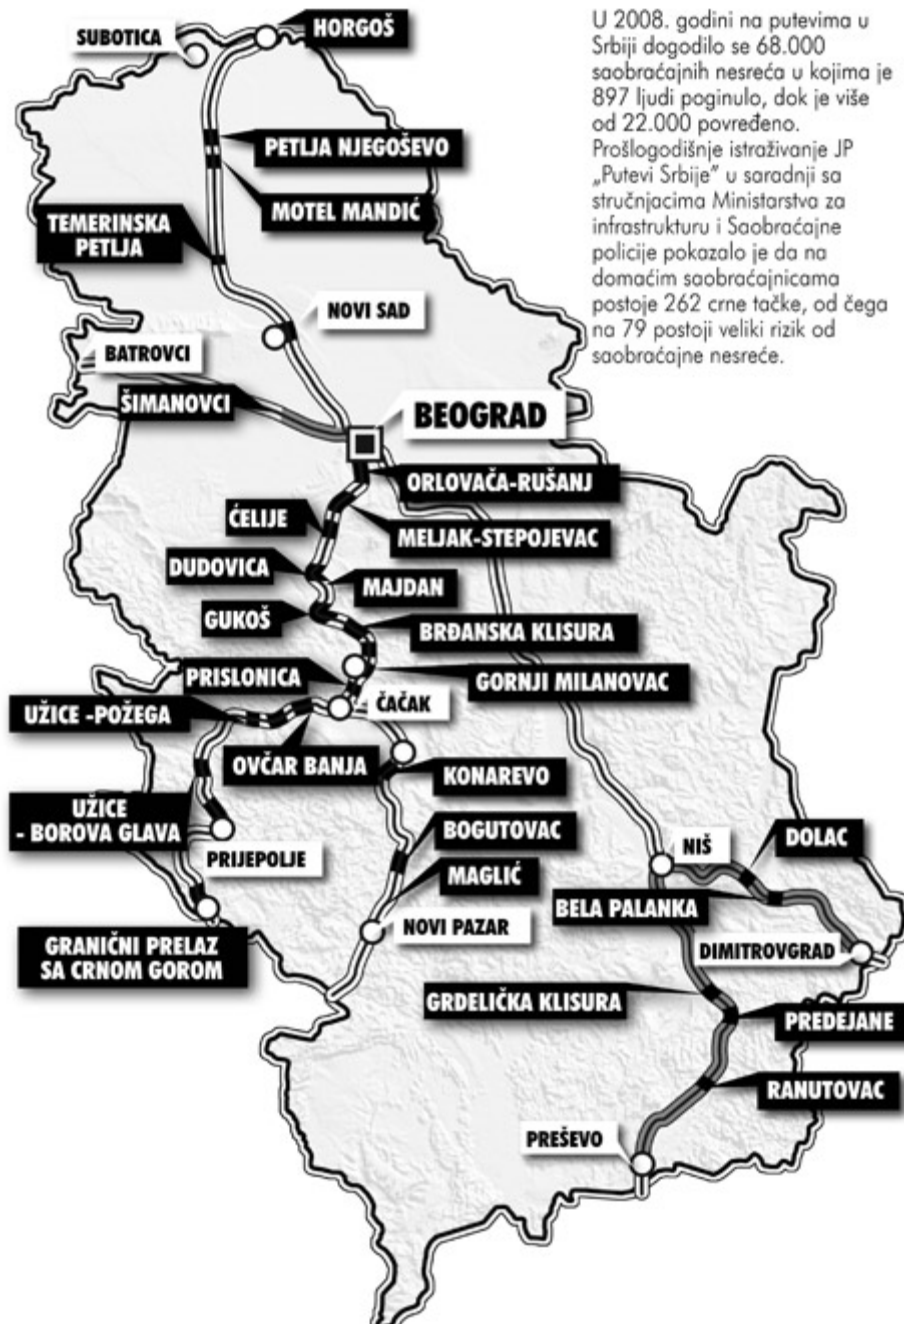 SUBOTICA
HORGOŠ
U 2008. godini na putevima u
Srbiji dogodilo se 68.000
saobraćajnih nesreća u kojima je
897 ljudi poginulo, dok je više
od 22.000 povređeno.
Prošlogodišnje istraživanje JP
„Putevi Srbije” u saradnji sa
stručnjacima Ministarstva za
infrastrukturu i Saobraćajne
policije pokazalo je da na
domaćim saobraćajnicama
postoje 262 crne tačke, od čega
na 79 postoji veliki rizik od
saobraćajne nesreće.
PETLJA NJEGOŠEVO
MOTEL MANDIĆ
TEMERINSKA
PETLJA
NOVI SAD
BATROVCI
ŠIMANOVCI
BEOGRAD
ORLOVAČA-RUŠANJ
ĆELIJE
MELJAK-STEPOJEVAC
DUDOVICA
MAJDAN
GUKOŠ
BRĐANSKA KLISURA
PRISLONICA
GORNJI MILANOVAC
UŽICE -POŽEGA
ČAČAK
OVČAR BANJA
KONAREVO
UŽICE
- BOROVA GLAVA
BOGUTOVAC
NIŠ
DOLAC
PRIJEPOLJE
MAGLIĆ
BELA PALANKA
NOVI PAZAR
DIMITROVGRAD
GRANIČNI PRELAZ
SA CRNOM GOROM
GRDELIČKA KLISURA
PREDEJANE
RANUTOVAC
PREŠEVO